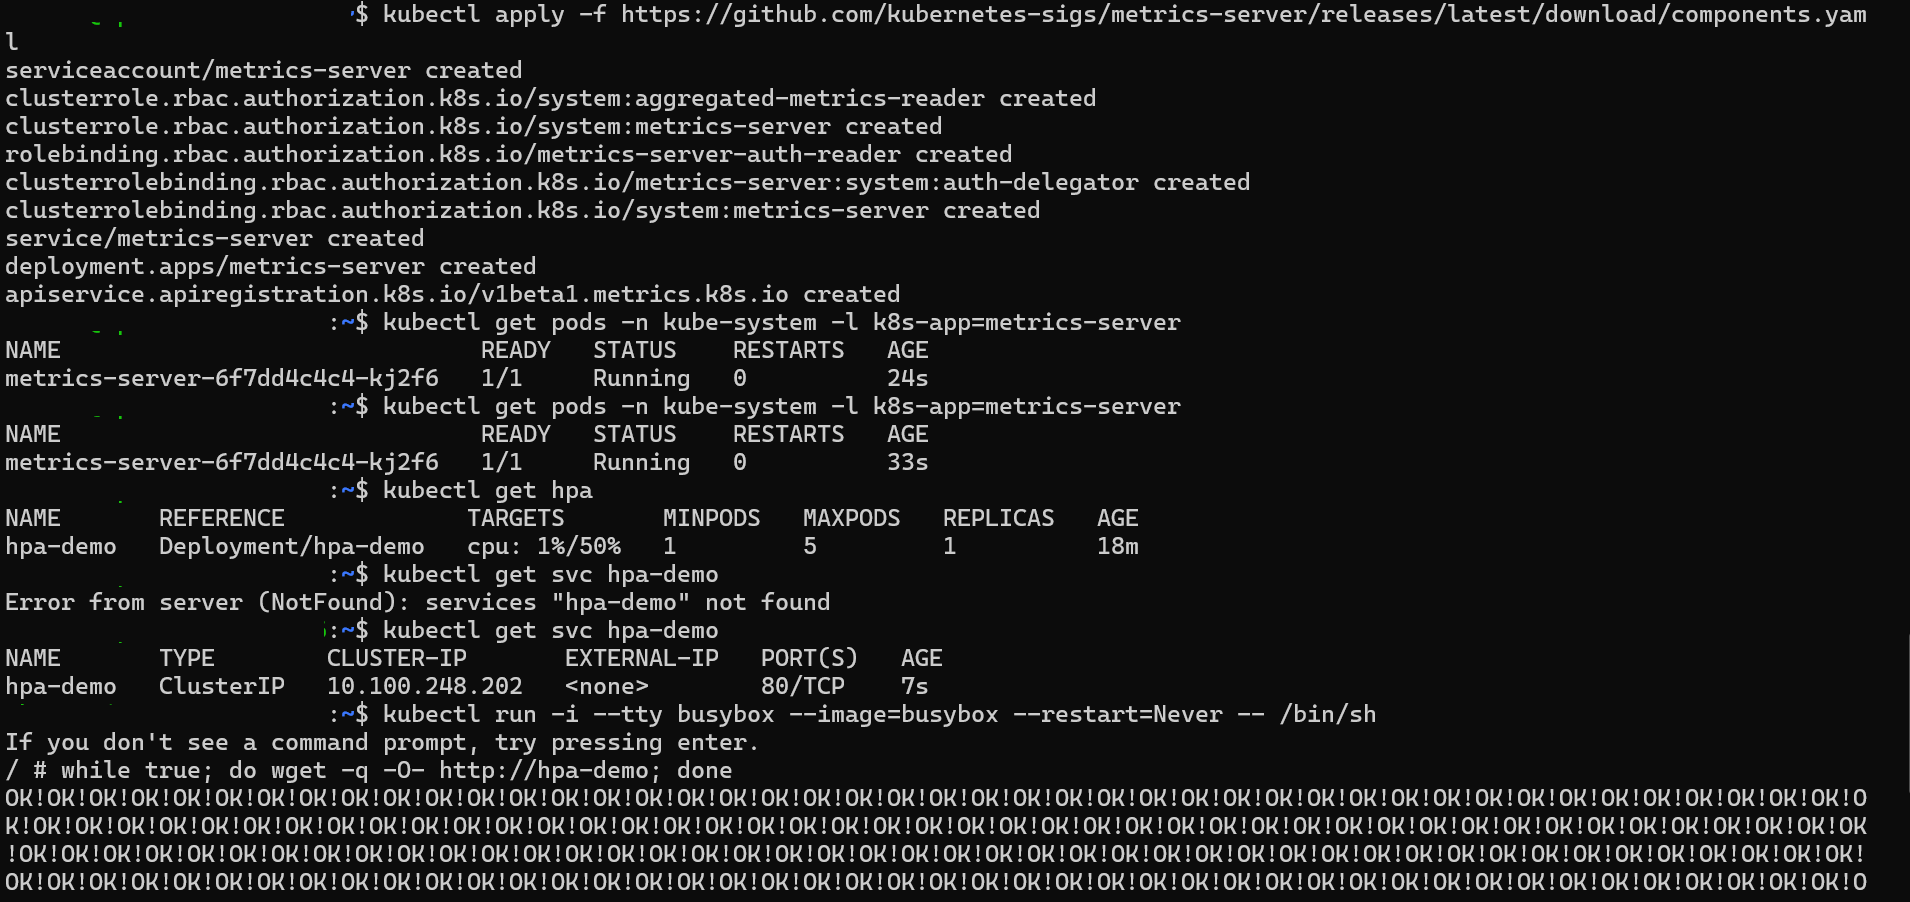 $ kubectl apply -f https://github.com/kubernetes-sigs/metrics-server/releases/latest/download/components.yam
l
serviceaccount/metrics-server created
clusterrole.rbac.authorization.k8s.io/system:aggregated-metrics-reader created
clusterrole.rbac.authorization.k8s.io/system:metrics-server created
rolebinding.rbac.authorization.k8s.io/metrics-server-auth-reader created
clusterrolebinding.rbac.authorization.k8s.io/metrics-server:system:auth-delegator created
clusterrolebinding.rbac.authorization.k8s.io/system:metrics-server created
service/metrics-server created
deployment.apps/metrics-server created
apiservice.apiregistration.k8s.io/v1beta1.metrics.k8s.io created
:~$ kubectl get pods -n kube-system -l k8s-app=metrics-server
NAME READY STATUS RESTARTS AGE
metrics-server-6f7dd4c4c4-kj2f6 1/1 Running 0 24s
:~$ kubectl get pods -n kube-system -l k8s-app=metrics-server
NAME READY STATUS RESTARTS AGE
metrics-server-6f7dd4c4c4-kj2f6 1/1 Running 0 33s
:~$ kubectl get hpa
NAME REFERENCE TARGETS MINPODS MAXPODS REPLICAS AGE
hpa-demo Deployment/hpa-demo cpu: 1%/50% 1 5 1 18m
:~$ kubectl get svc hpa-demo
Error from server (NotFound): services "hpa-demo" not found
:~$ kubectl get svc hpa-demo
NAME TYPE CLUSTER-IP EXTERNAL-IP PORT(S) AGE
hpa-demo ClusterIP 10.100.248.202 <none> 80/TCP 7s
:~$ kubectl run -i --tty busybox --image=busybox --restart=Never -- /bin/sh
If you don't see a command prompt, try pressing enter.
/ # while true; do wget -q -O- http://hpa-demo; done
OK!OK!OK!OK!OK!OK!OK!OK!OK!OK!OK!OK!OK!OK!OK!OK!OK!OK!OK!OK!OK!OK!OK!OK!OK!OK!OK!OK!OK!OK!OK!OK!OK!OK!OK!OK!OK!OK!OK!OK!OK!OK!OK!OK!O
K!OK!OK!OK!OK!OK!OK!OK!OK!OK!OK!OK!OK!OK!OK!OK!OK!OK!OK!OK!OK!OK!OK!OK!OK!OK!OK!OK!OK!OK!OK!OK!OK!OK!OK!OK!OK!OK!OK!OK!OK!OK!OK!OK!OK
!OK!OK!OK!OK!OK!OK!OK!OK!OK!OK!OK!OK!OK!OK!OK!OK!OK!OK!OK!OK!OK!OK!OK!OK!OK!OK!OK!OK!OK!OK!OK!OK!OK!OK!OK!OK!OK!OK!OK!OK!OK!OK!OK!OK!
OK!OK!OK!OK!OK!OK!OK!OK!OK!OK!OK!OK!OK!OK!OK!OK!OK!OK!OK!OK!OK!OK!OK!OK!OK!OK!OK!OK!OK!OK!OK!OK!OK!OK!OK!OK!OK!OK!OK!OK!OK!OK!OK!OK!O